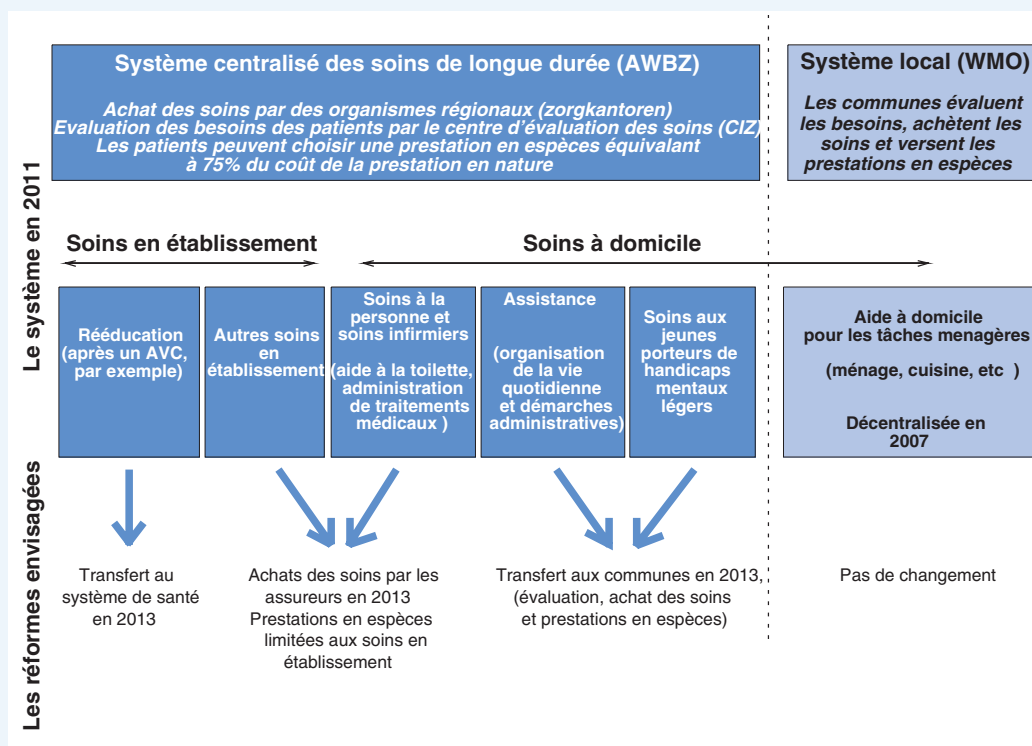 Système centralisé des soins de longue durée (AWBZ)
Achat des soins par des organismes régionaux (zorgkantoren)
Evaluation des besoins des patients par le centre d'évaluation des soins (CIZ)
Les patients peuvent choisir une prestation en espèces équivalant
à 75% du coût de la prestation en nature
Système local (WMO)
Les communes évaluent
les besoins, achètent les
soins et versent les
prestations en espèces
Le système en 2011
Soins en établissement
Soins à domicile
Rééducation
(après un AVC,
par exemple)
Autres soins
en
établissement
Soins à la
personne et
soins infirmiers
(aide à la toilette,
administration
de traitements
médicaux )
Assistance
(organisation
de la vie
quotidienne
et démarches
administratives)
Soins aux
jeunes
porteurs de
handicaps
mentaux
légers
Aide à domicile
pour les tâches menagères
(ménage, cuisine, etc )
Décentralisée en
2007
Les réformes envisagées
Transfert au
système de santé
en 2013
Achats des soins par les
assureurs en 2013
Prestations en espèces
limitées aux soins en
établissement
Transfert aux communes en 2013,
(évaluation, achat des soins
et prestations en espèces)
Pas de changement